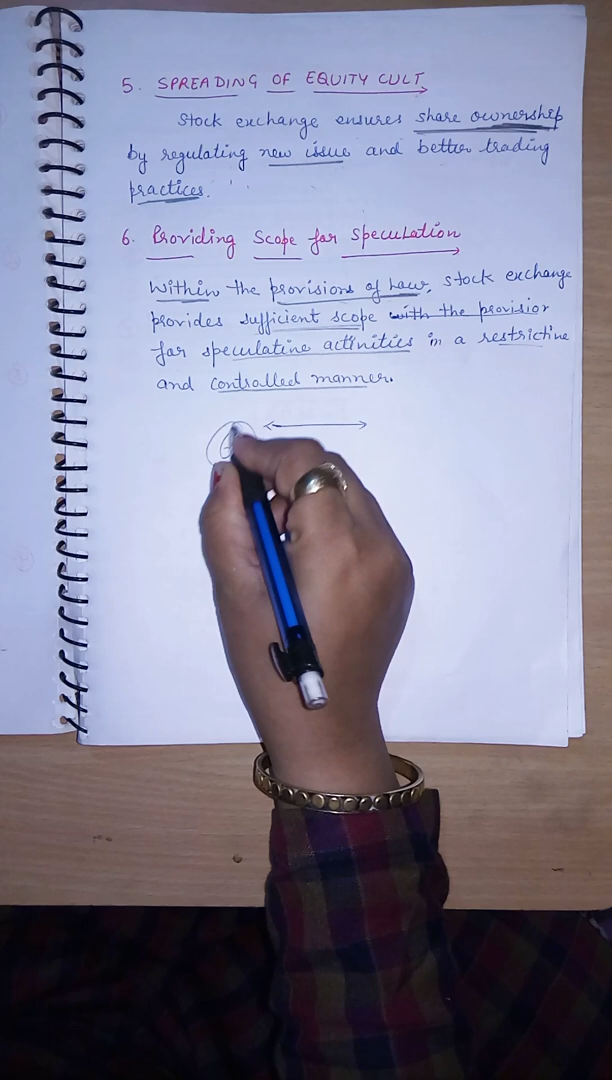 5. SPREADING OF EQUITY CULT
Stock exchange ensures share ownership
by regulating new issue and better trading
practices.
6. Providing Scope for Speculation
Within the provisions of law, stock exchange
provides sufficient scope with the provision
for speculative activities in a restrictive
and controlled manner.